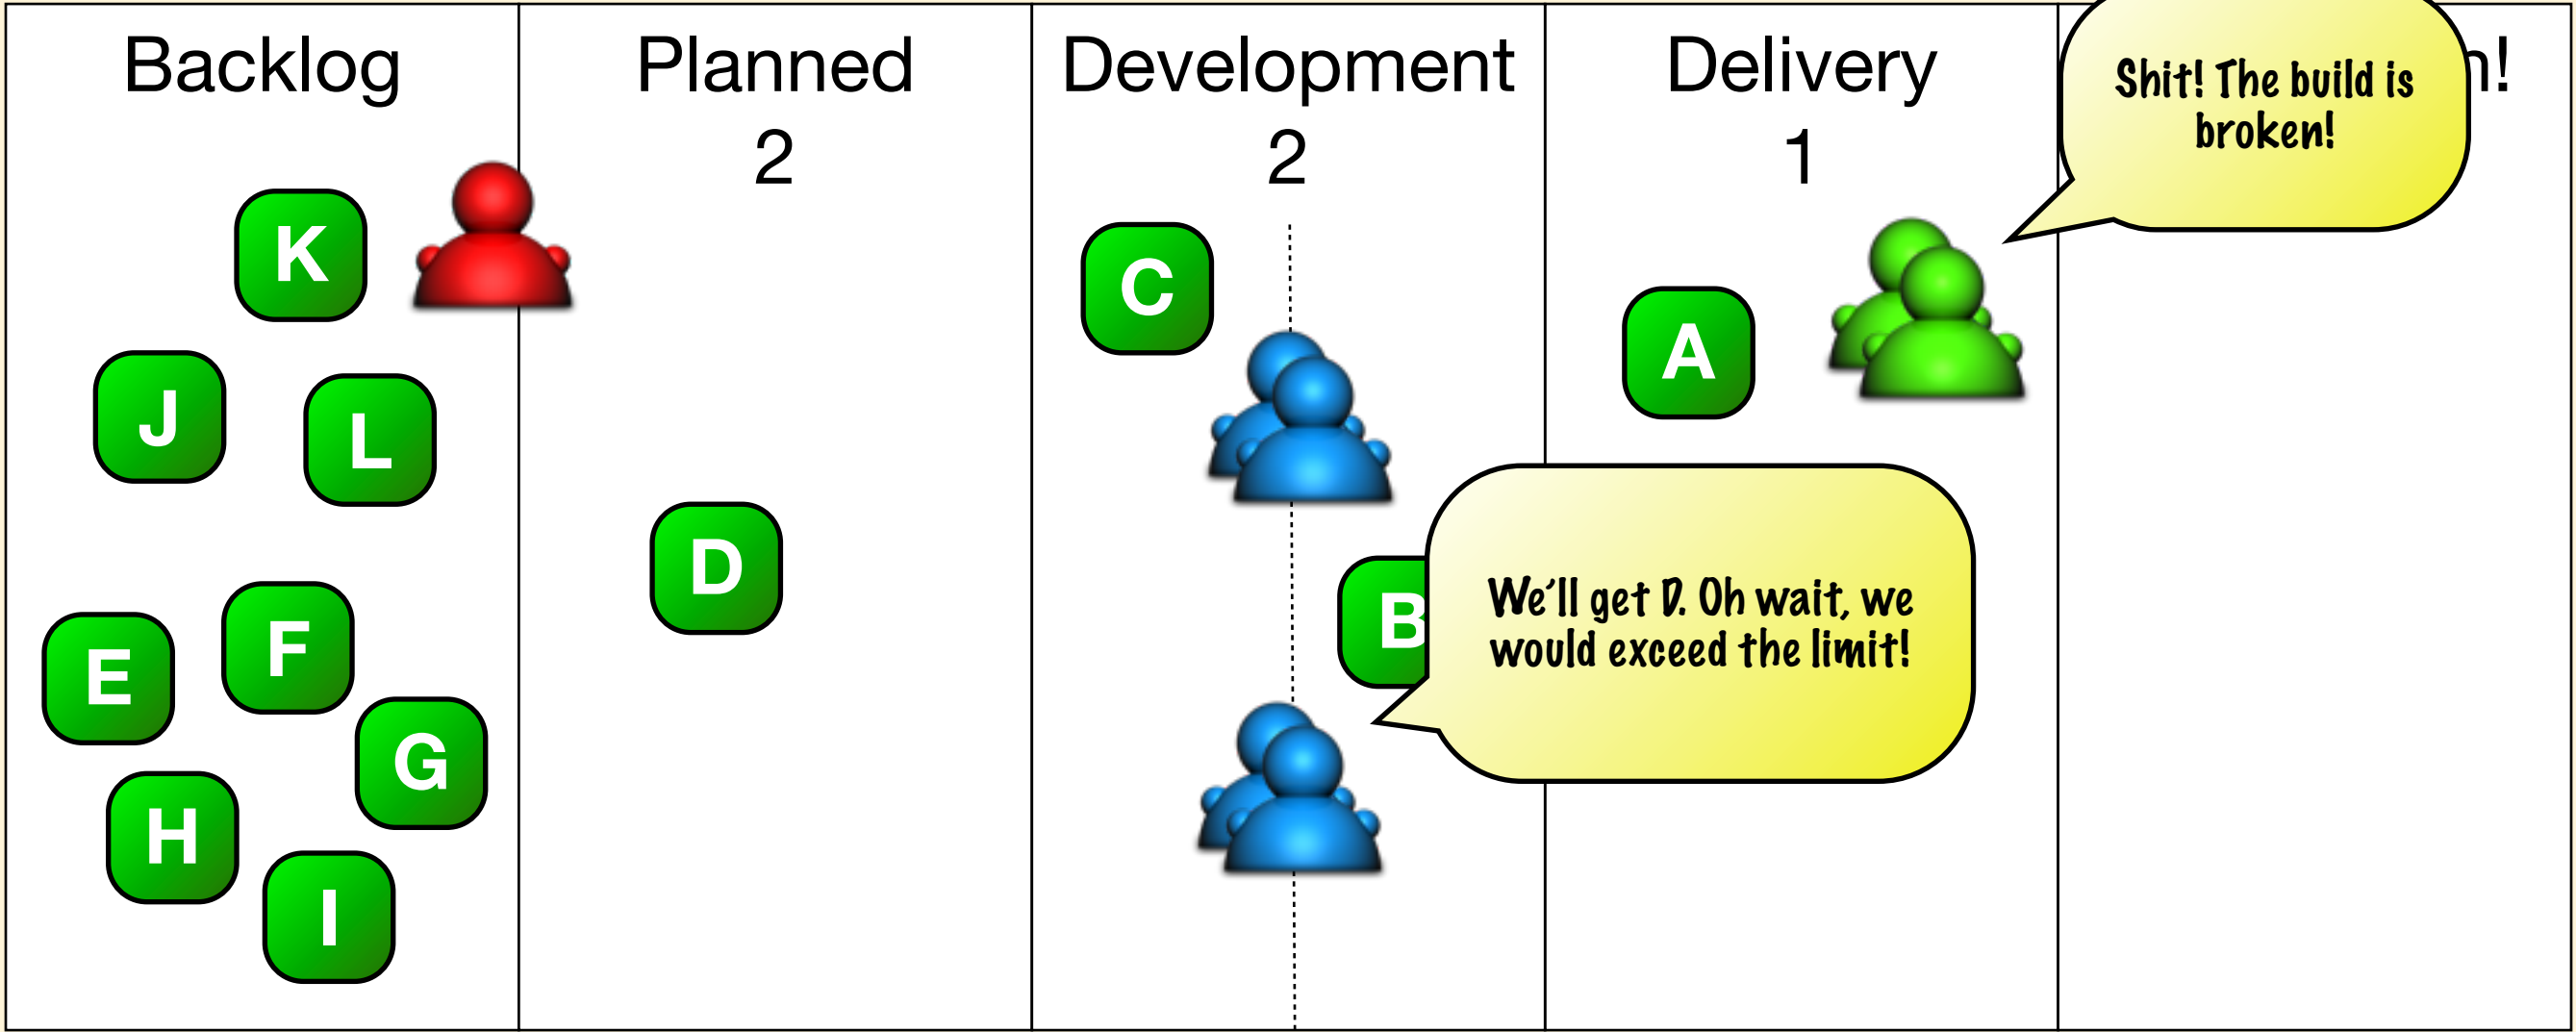 Backlog
Planned
Development
Delivery
n!
2
2
1
Shit! The build is
broken!
K
C
A
J
L
D
B
We'll get D. Oh wait, we
would exceed the limit!
E
F
G
H
I